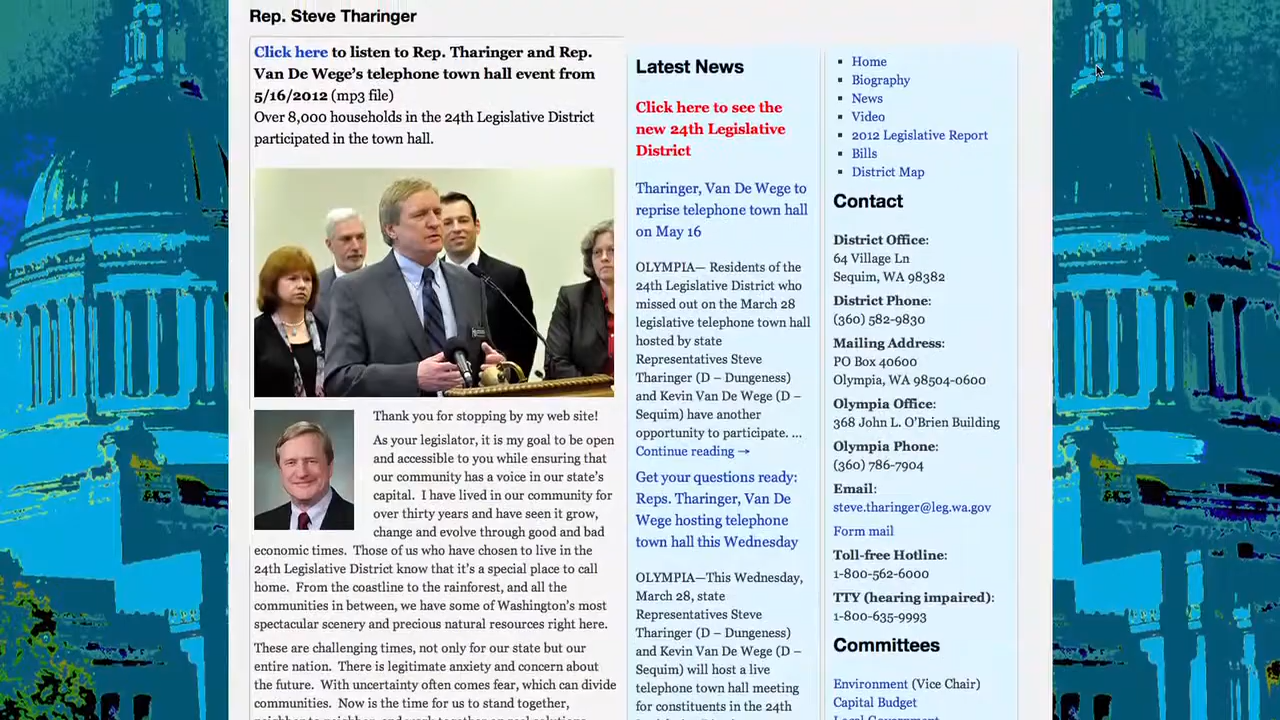 Rep. Steve Tharinger
Click here to listen to Rep. Tharinger and Rep.
Van De Wege’s telephone town hall event from
5/16/2012 (mp3 file)
Over 8,000 households in the 24th Legislative District
participated in the town hall.
Thank you for stopping by my web site!
As your legislator, it is my goal to be open
and accessible to you while ensuring that
our community has a voice in our state’s
capital.  I have lived in our community for
over thirty years and have seen it grow,
change and evolve through good and bad
economic times.  Those of us who have chosen to live in the
24th Legislative District know that it’s a special place to call
home.  From the coastline to the rainforest, and all the
communities in between, we have some of Washington’s most
spectacular scenery and precious natural resources right here.
These are challenging times, not only for our state but our
entire nation.  There is legitimate anxiety and concern about
the future.  With uncertainty often comes fear, which can divide
communities.  Now is the time for us to stand together,
Latest News
Click here to see the
new 24th Legislative
District
Tharinger, Van De Wege to
reprise telephone town hall
on May 16
OLYMPIA— Residents of the
24th Legislative District who
missed out on the March 28
legislative telephone town hall
hosted by state
Representatives Steve
Tharinger (D – Dungeness)
and Kevin Van De Wege (D –
Sequim) have another
opportunity to participate. ...
Continue reading →
Get your questions ready:
Reps. Tharinger, Van De
Wege hosting telephone
town hall this Wednesday
OLYMPIA—This Wednesday,
March 28, state
Representatives Steve
Tharinger (D – Dungeness)
and Kevin Van De Wege (D –
Sequim) will host a live
telephone town hall meeting
for constituents in the 24th
Home
Biography
News
Video
2012 Legislative Report
Bills
District Map
Contact
District Office:
64 Village Ln
Sequim, WA 98382
District Phone:
(360) 582-9830
Mailing Address:
PO Box 40600
Olympia, WA 98504-0600
Olympia Office:
368 John L. O’Brien Building
Olympia Phone:
(360) 786-7904
Email:
steve.tharinger@leg.wa.gov
Form mail
Toll-free Hotline:
1-800-562-6000
TTY (hearing impaired):
1-800-635-9993
Committees
Environment (Vice Chair)
Capital Budget
Local Government